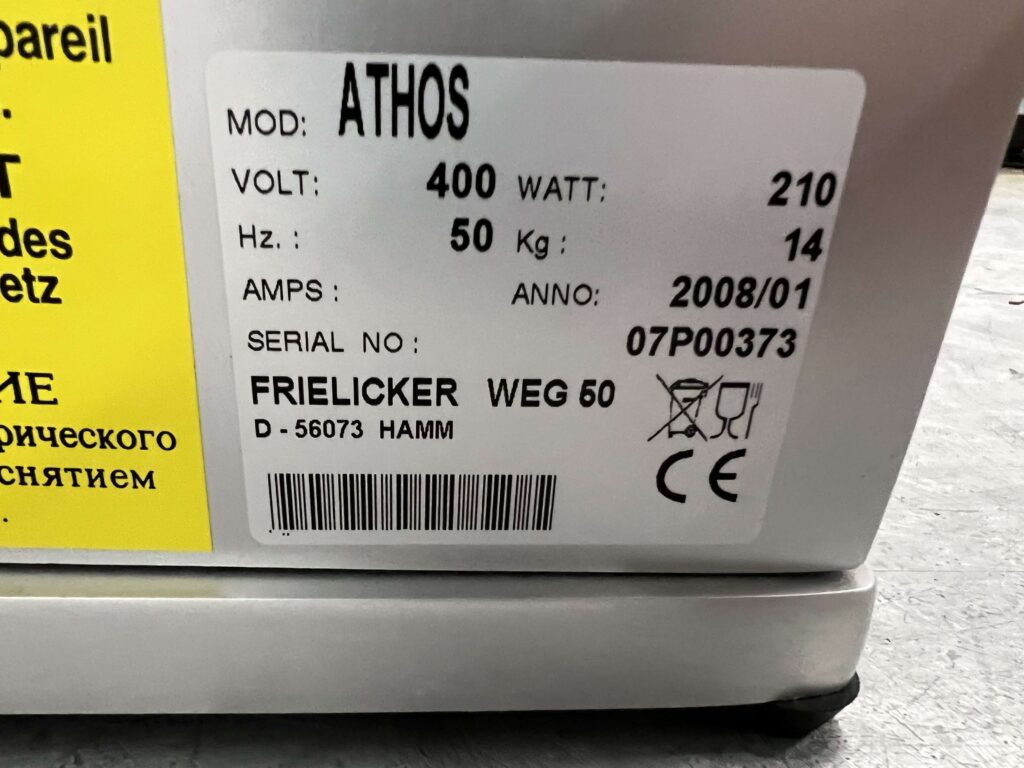 pareil
.
T
des
etz
ИЕ
рического
снятием
.
MOD: ATHOS
VOLT: 400 WATT: 210
Hz. : 50 Kg : 14
AMPS : ANNO: 2008/01
SERIAL NO : 07P00373
FRIELICKER WEG 50
D - 56073 HAMM
CE